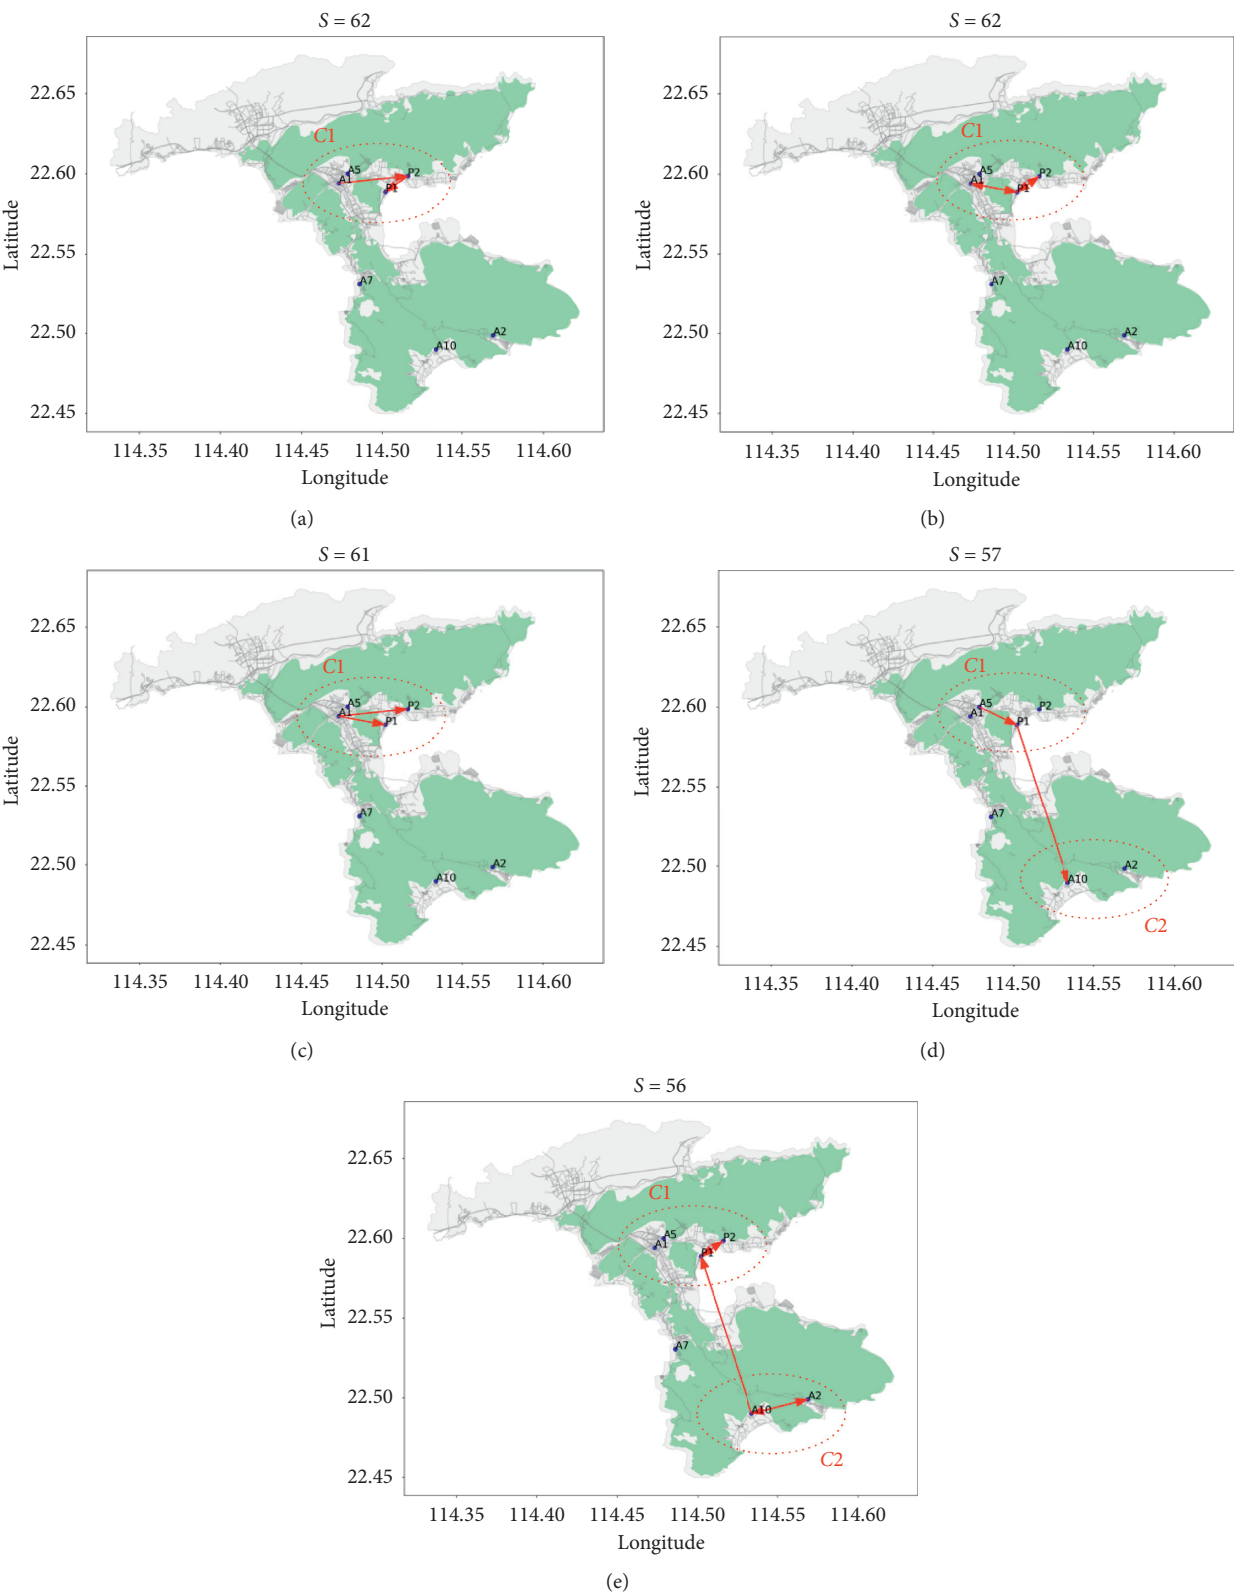 S = 62
C1
A5
A1
P2
P1
A7
A2
A10
22.65
22.60
22.55
22.50
22.45
Latitude
114.35 114.40 114.45 114.50 114.55 114.60
Longitude
(a)
S = 62
C1
A5
A1
P2
P1
A7
A2
A10
22.65
22.60
22.55
22.50
22.45
Latitude
114.35 114.40 114.45 114.50 114.55 114.60
Longitude
(b)
S = 61
C1
A5
A1
P2
P1
A7
A2
A10
22.65
22.60
22.55
22.50
22.45
Latitude
114.35 114.40 114.45 114.50 114.55 114.60
Longitude
(c)
S = 57
C1
A5
A1
P2
P1
A7
A2
A10
C2
22.65
22.60
22.55
22.50
22.45
Latitude
114.35 114.40 114.45 114.50 114.55 114.60
Longitude
(d)
S = 56
C1
A5
A1
P2
P1
A7
A2
A10
C2
22.65
22.60
22.55
22.50
22.45
Latitude
114.35 114.40 114.45 114.50 114.55 114.60
Longitude
(e)